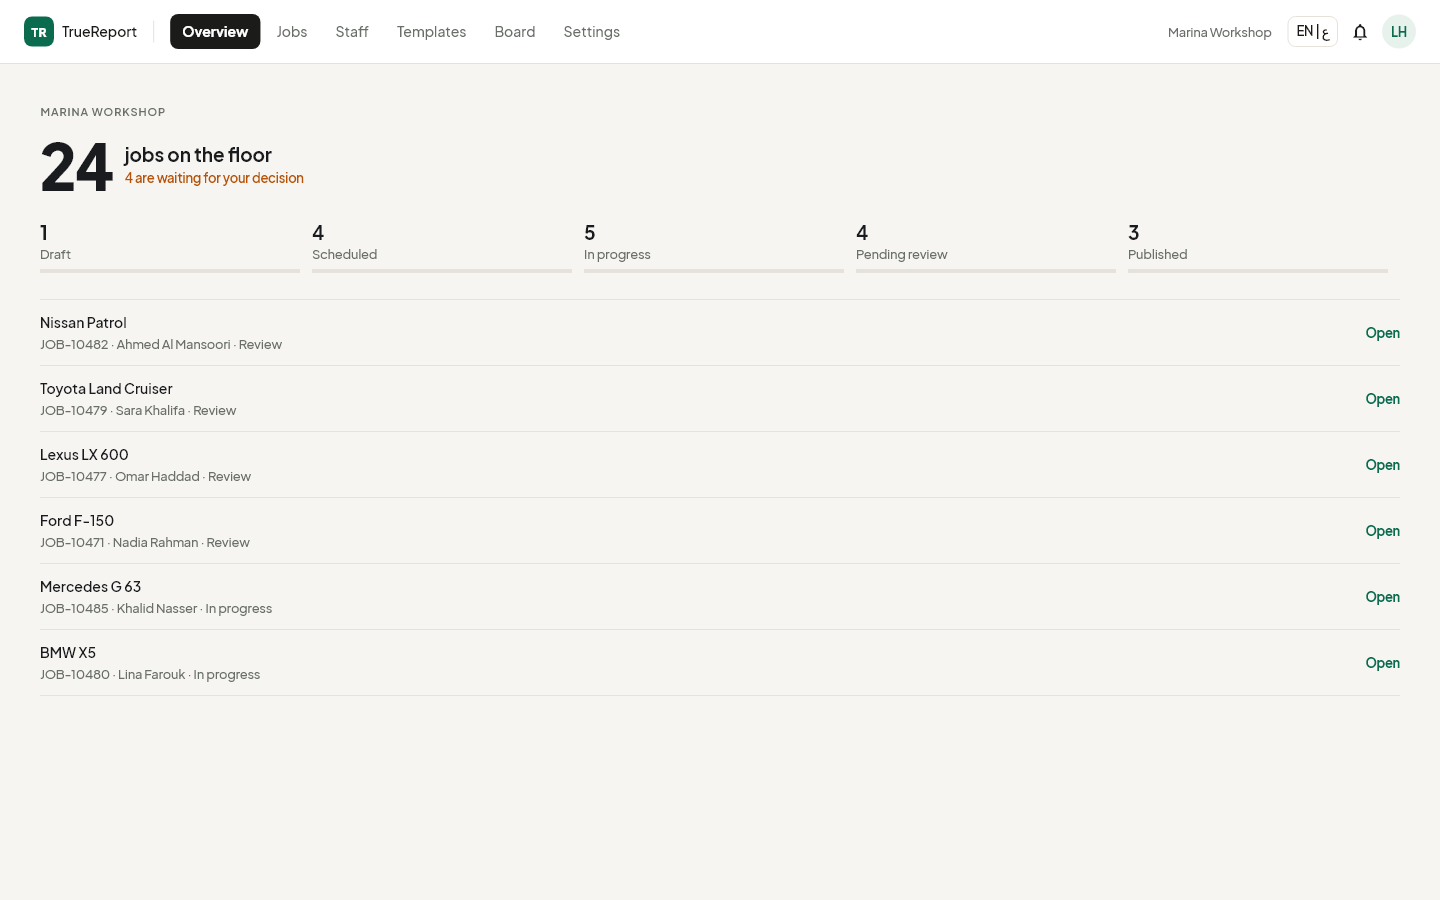 TR TrueReport Overview Jobs Staff Templates Board Settings Marina Workshop EN | ع LH
MARINA WORKSHOP
24 jobs on the floor
4 are waiting for your decision
1 4 5 4 3
Draft Scheduled In progress Pending review Published
Nissan Patrol
JOB-10482 · Ahmed Al Mansoori · Review
Open
Toyota Land Cruiser
JOB-10479 · Sara Khalifa · Review
Open
Lexus LX 600
JOB-10477 · Omar Haddad · Review
Open
Ford F-150
JOB-10471 · Nadia Rahman · Review
Open
Mercedes G 63
JOB-10485 · Khalid Nasser · In progress
Open
BMW X5
JOB-10480 · Lina Farouk · In progress
Open